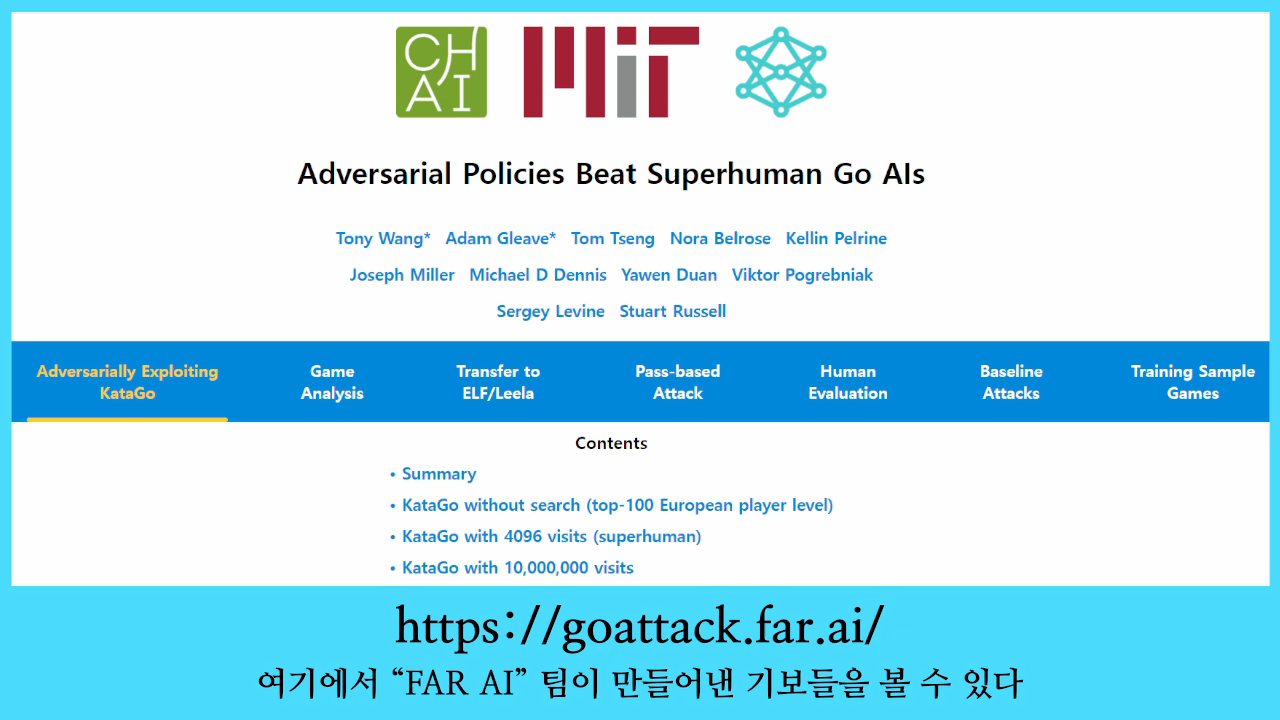 CHAI
MIT
Adversarial Policies Beat Superhuman Go AIs
Tony Wang* Adam Gleave* Tom Tseng Nora Belrose Kellin Pelrine
Joseph Miller Michael D Dennis Yawen Duan Viktor Pogrebniak
Sergey Levine Stuart Russell
Adversarially Exploiting
KataGo
Game
Analysis
Transfer to
ELF/Leela
Pass-based
Attack
Human
Evaluation
Baseline
Attacks
Training Sample
Games
Contents
• Summary
• KataGo without search (top-100 European player level)
• KataGo with 4096 visits (superhuman)
• KataGo with 10,000,000 visits
https://goattack.far.ai/
여기에서 “FAR AI” 팀이 만들어낸 기보들을 볼 수 있다